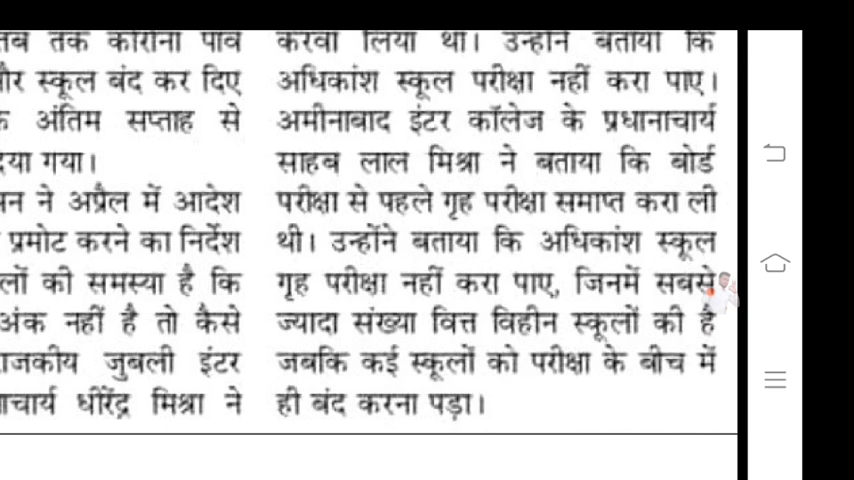 तब तक कोरोना पांव
और स्कूल बंद कर दिए
अंतिम सप्ताह से
दिया गया।
ने अप्रैल में आदेश
प्रमोट करने का निर्देश
की समस्या है कि
अंक नहीं है तो कैसे
राजकीय जुबली इंटर
धीरेंद्र मिश्रा ने
करवा लिया था। उन्होंने बताया कि
अधिकांश स्कूल परीक्षा नहीं करा पाए।
अमीनाबाद इंटर कॉलेज के प्रधानाचार्य
साहब लाल मिश्रा ने बताया कि बोर्ड
परीक्षा से पहले गृह परीक्षा समाप्त करा ली
थी। उन्होंने बताया कि अधिकांश स्कूल
गृह परीक्षा नहीं करा पाए, जिनमें सबसे
ज्यादा संख्या वित्त विहीन स्कूलों की है
जबकि कई स्कूलों को परीक्षा के बीच में
ही बंद करना पड़ा।